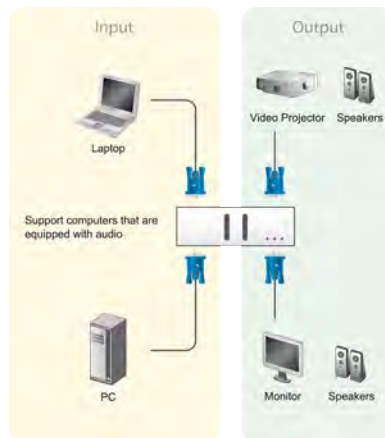 Input
Output
Laptop
Video Projector
Speakers
Support computers that are
equipped with audio
PC
Monitor
Speakers